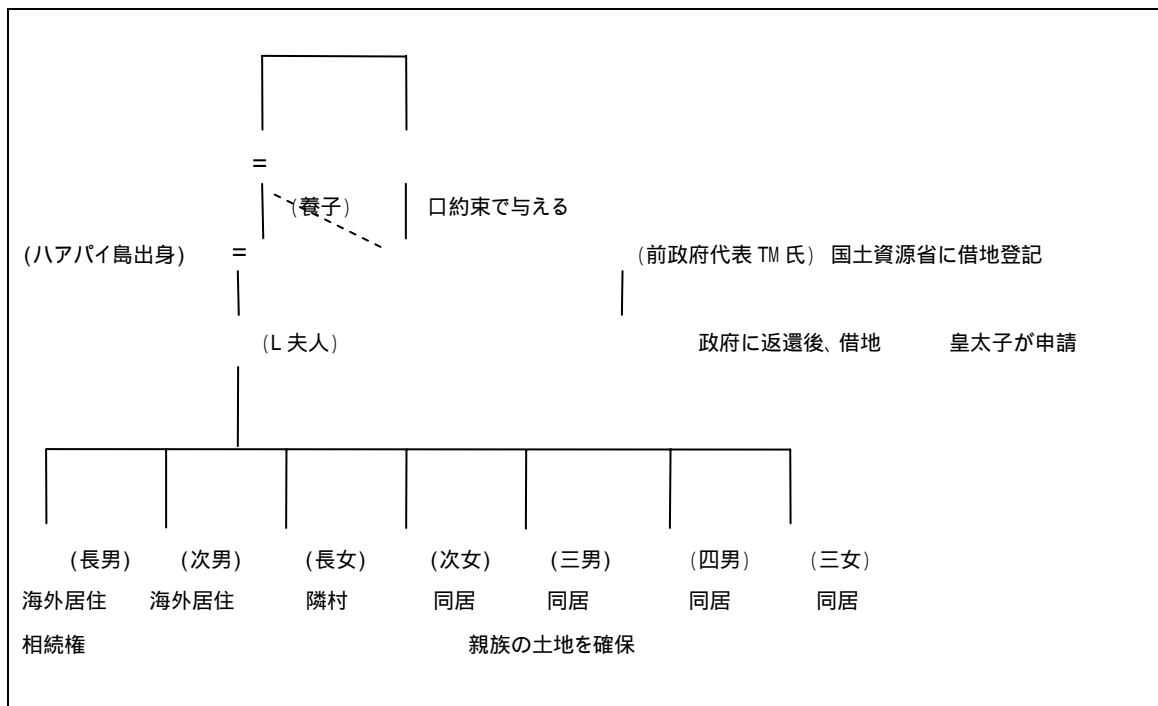 =
(養子) 口約束で与える
(ハアパイ島出身) = (前政府代表 TM 氏) 国土資源省に借地登記
(L 夫人) 政府に返還後、借地 皇太子が申請
(長男) (次男) (長女) (次女) (三男) (四男) (三女)
海外居住 海外居住 隣村 同居 同居 同居 同居
相続権 親族の土地を確保